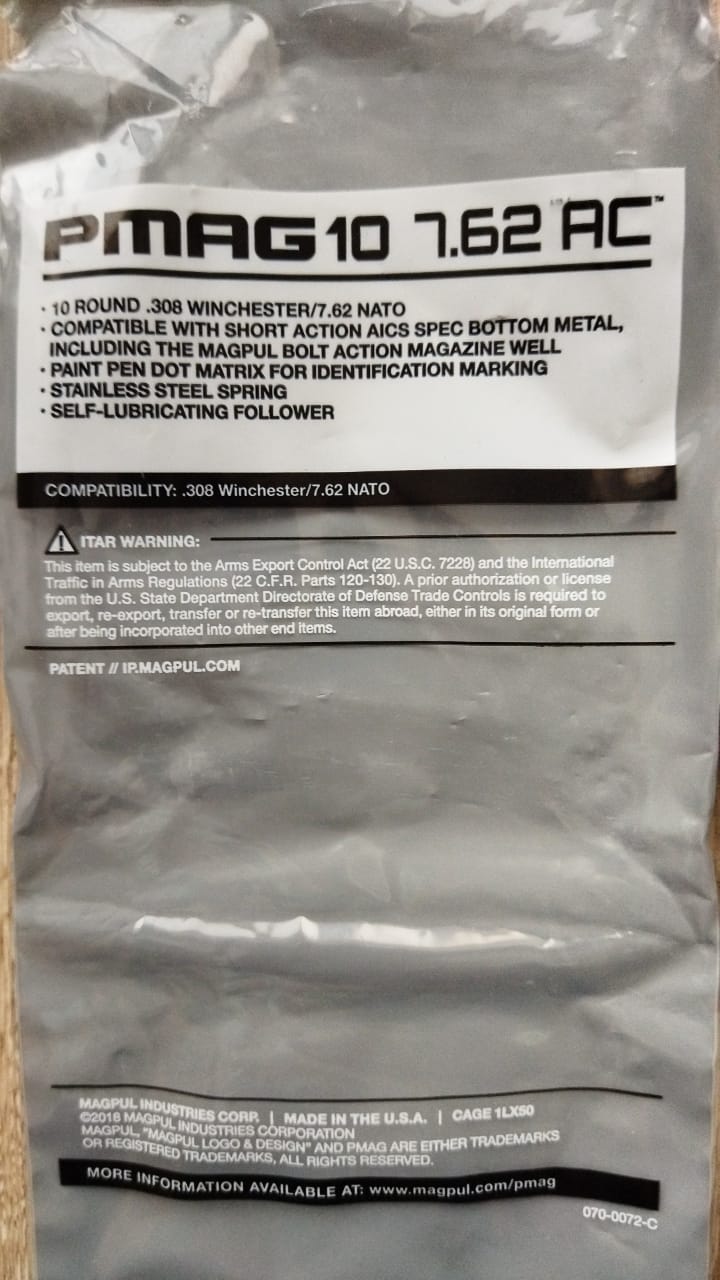 PMAG 10 7.62 AC™
· 10 ROUND .308 WINCHESTER/7.62 NATO
· COMPATIBLE WITH SHORT ACTION AICS SPEC BOTTOM METAL,
INCLUDING THE MAGPUL BOLT ACTION MAGAZINE WELL
· PAINT PEN DOT MATRIX FOR IDENTIFICATION MARKING
· STAINLESS STEEL SPRING
· SELF-LUBRICATING FOLLOWER
COMPATIBILITY: .308 Winchester/7.62 NATO
ITAR WARNING:
This item is subject to the Arms Export Control Act (22 U.S.C. 7228) and the International
Traffic in Arms Regulations (22 C.F.R. Parts 120-130). A prior authorization or license
from the U.S. State Department Directorate of Defense Trade Controls is required to
export, re-export, transfer or re-transfer this item abroad, either in its original form or
after being incorporated into other end items.
PATENT // IP.MAGPUL.COM
MAGPUL INDUSTRIES CORP. | MADE IN THE U.S.A. | CAGE 1LX50
©2018 MAGPUL INDUSTRIES CORPORATION
MAGPUL, "MAGPUL LOGO & DESIGN" AND PMAG ARE EITHER TRADEMARKS
OR REGISTERED TRADEMARKS, ALL RIGHTS RESERVED.
MORE INFORMATION AVAILABLE AT: www.magpul.com/pmag
070-0072-C